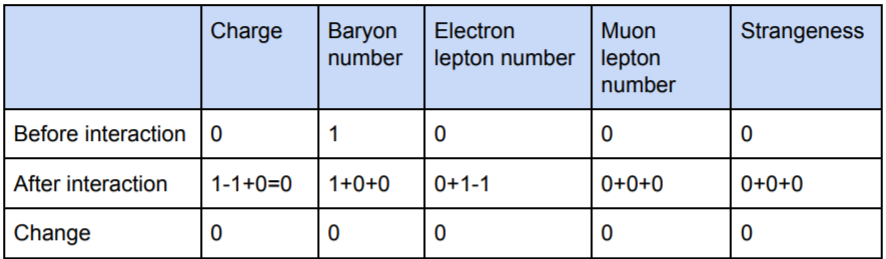 Charge Baryon number Electron lepton number Muon lepton number Strangeness
Before interaction 0 1 0 0 0
After interaction 1-1+0=0 1+0+0 0+1-1 0+0+0 0+0+0
Change 0 0 0 0 0